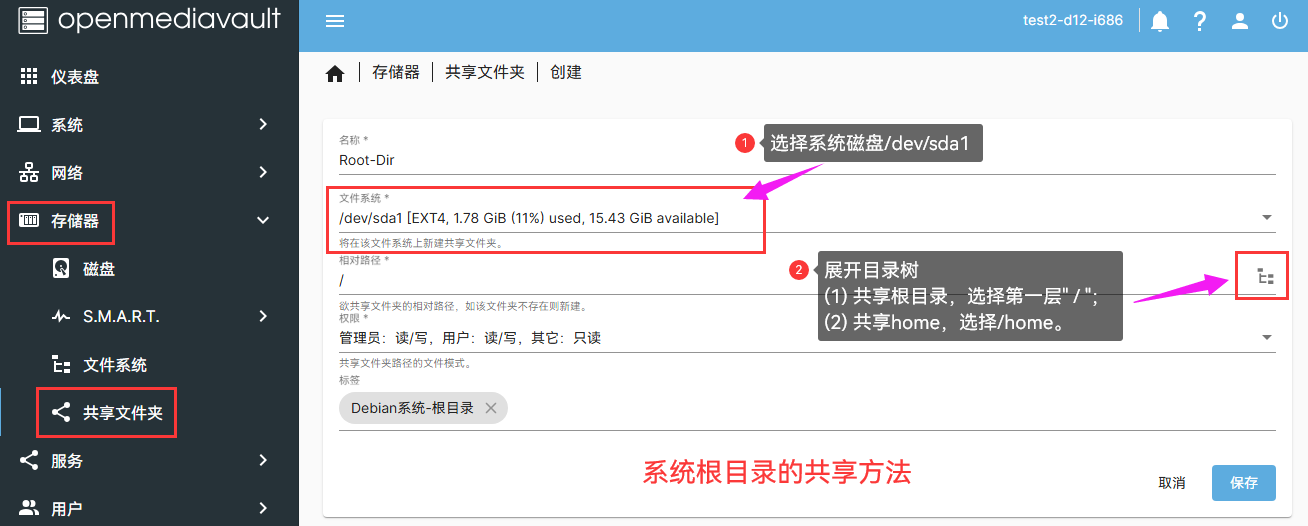 openmediavault
test2-d12-i686
仪表盘
系统
网络
存储器
磁盘
S.M.A.R.T.
文件系统
共享文件夹
服务
用户
存储器
共享文件夹
创建
名称 *
Root-Dir
1
选择系统磁盘/dev/sda1
文件系统 *
/dev/sda1 [EXT4, 1.78 GiB (11%) used, 15.43 GiB available]
将在该文件系统上新建共享文件夹。
相对路径 *
/
2
展开目录树
(1) 共享根目录，选择第一层" / ";
(2) 共享home，选择/home。
欲共享文件夹的相对路径，如该文件夹不存在则新建。
权限 *
管理员：读/写，用户：读/写，其它：只读
共享文件夹路径的文件模式。
标签
Debian系统-根目录
系统根目录的共享方法
取消
保存